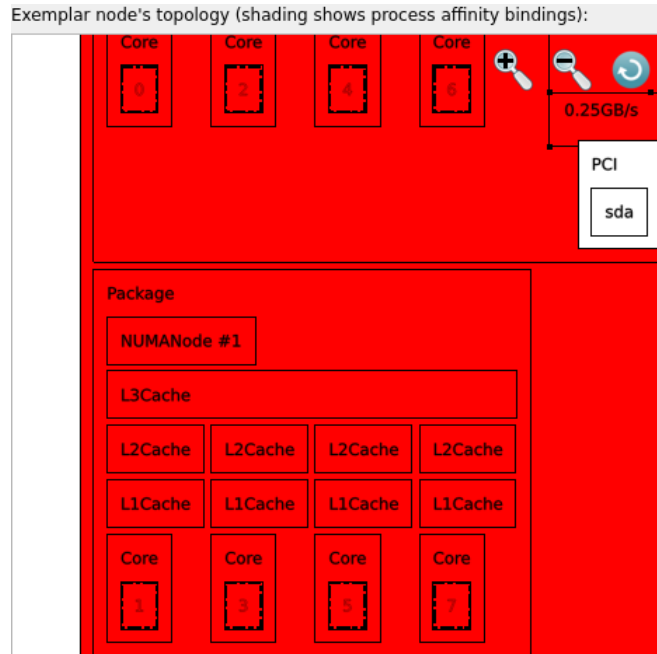 Exemplar node's topology (shading shows process affinity bindings):
Core Core Core Core
0 2 4 6
0.25GB/s
PCI
sda
Package
NUMANode #1
L3Cache
L2Cache L2Cache L2Cache L2Cache
L1Cache L1Cache L1Cache L1Cache
Core Core Core Core
1 3 5 7